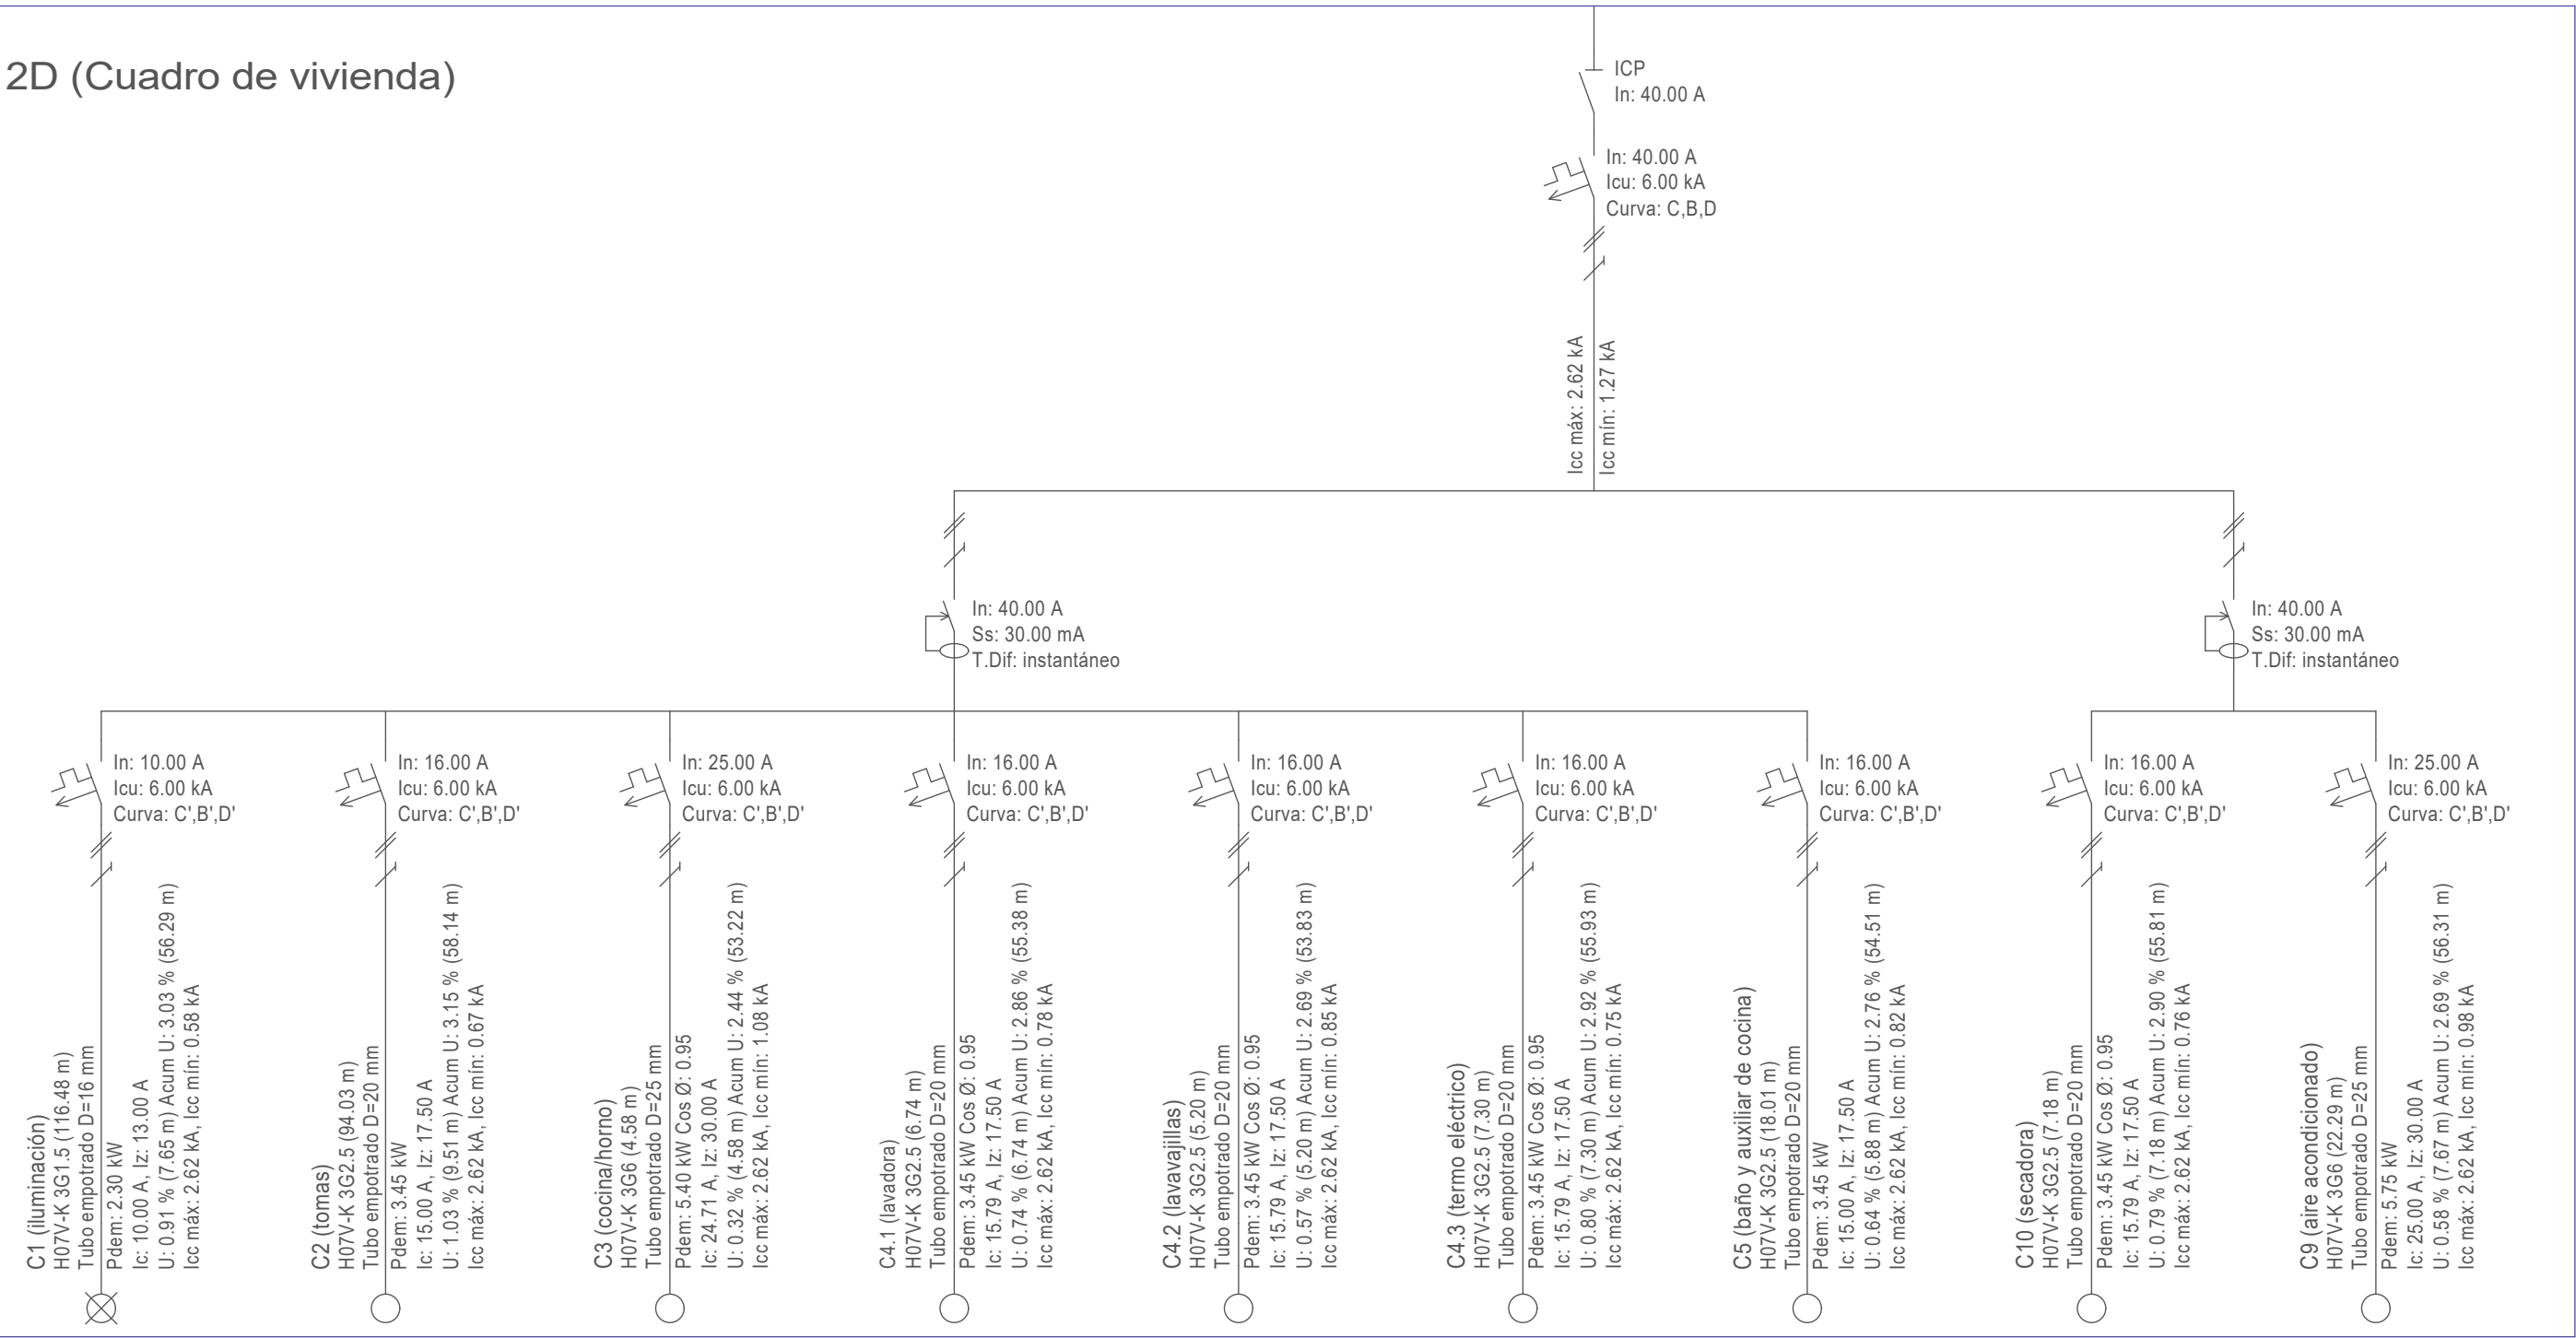 2D (Cuadro de vivienda)
ICP
In: 40.00 A
In: 40.00 A
Icu: 6.00 kA
Curva: C,B,D
Icc máx: 2.62 kA
Icc mín: 1.27 kA
In: 40.00 A
Ss: 30.00 mA
T.Dif: instantáneo
In: 40.00 A
Ss: 30.00 mA
T.Dif: instantáneo
In: 10.00 A
Icu: 6.00 kA
Curva: C',B',D'
C1 (iluminación)
H07V-K 3G1.5 (116.48 m)
Tubo empotrado D=16 mm
Pdem: 2.30 kW
Ic: 10.00 A, Iz: 13.00 A
U: 0.91 % (7.65 m) Acum U: 3.03 % (56.29 m)
Icc máx: 2.62 kA, Icc mín: 0.58 kA
In: 16.00 A
Icu: 6.00 kA
Curva: C',B',D'
C2 (tomas)
H07V-K 3G2.5 (94.03 m)
Tubo empotrado D=20 mm
Pdem: 3.45 kW
Ic: 15.00 A, Iz: 17.50 A
U: 1.03 % (9.51 m) Acum U: 3.15 % (58.14 m)
Icc máx: 2.62 kA, Icc mín: 0.67 kA
In: 25.00 A
Icu: 6.00 kA
Curva: C',B',D'
C3 (cocina/horno)
H07V-K 3G6 (4.58 m)
Tubo empotrado D=25 mm
Pdem: 5.40 kW Cos Ø: 0.95
Ic: 24.71 A, Iz: 30.00 A
U: 0.32 % (4.58 m) Acum U: 2.44 % (53.22 m)
Icc máx: 2.62 kA, Icc mín: 1.08 kA
In: 16.00 A
Icu: 6.00 kA
Curva: C',B',D'
C4.1 (lavadora)
H07V-K 3G2.5 (6.74 m)
Tubo empotrado D=20 mm
Pdem: 3.45 kW Cos Ø: 0.95
Ic: 15.79 A, Iz: 17.50 A
U: 0.74 % (6.74 m) Acum U: 2.86 % (55.38 m)
Icc máx: 2.62 kA, Icc mín: 0.78 kA
In: 16.00 A
Icu: 6.00 kA
Curva: C',B',D'
C4.2 (lavavajillas)
H07V-K 3G2.5 (5.20 m)
Tubo empotrado D=20 mm
Pdem: 3.45 kW Cos Ø: 0.95
Ic: 15.79 A, Iz: 17.50 A
U: 0.57 % (5.20 m) Acum U: 2.69 % (53.83 m)
Icc máx: 2.62 kA, Icc mín: 0.85 kA
In: 16.00 A
Icu: 6.00 kA
Curva: C',B',D'
C4.3 (termo eléctrico)
H07V-K 3G2.5 (7.30 m)
Tubo empotrado D=20 mm
Pdem: 3.45 kW Cos Ø: 0.95
Ic: 15.79 A, Iz: 17.50 A
U: 0.80 % (7.30 m) Acum U: 2.92 % (55.93 m)
Icc máx: 2.62 kA, Icc mín: 0.75 kA
In: 16.00 A
Icu: 6.00 kA
Curva: C',B',D'
C5 (baño y auxiliar de cocina)
H07V-K 3G2.5 (18.01 m)
Tubo empotrado D=20 mm
Pdem: 3.45 kW
Ic: 15.00 A, Iz: 17.50 A
U: 0.64 % (5.88 m) Acum U: 2.76 % (54.51 m)
Icc máx: 2.62 kA, Icc mín: 0.82 kA
In: 16.00 A
Icu: 6.00 kA
Curva: C',B',D'
C10 (secadora)
H07V-K 3G2.5 (7.18 m)
Tubo empotrado D=20 mm
Pdem: 3.45 kW Cos Ø: 0.95
Ic: 15.79 A, Iz: 17.50 A
U: 0.79 % (7.18 m) Acum U: 2.90 % (55.81 m)
Icc máx: 2.62 kA, Icc mín: 0.76 kA
In: 25.00 A
Icu: 6.00 kA
Curva: C',B',D'
C9 (aire acondicionado)
H07V-K 3G6 (22.29 m)
Tubo empotrado D=25 mm
Pdem: 5.75 kW
Ic: 25.00 A, Iz: 30.00 A
U: 0.58 % (7.67 m) Acum U: 2.69 % (56.31 m)
Icc máx: 2.62 kA, Icc mín: 0.98 kA